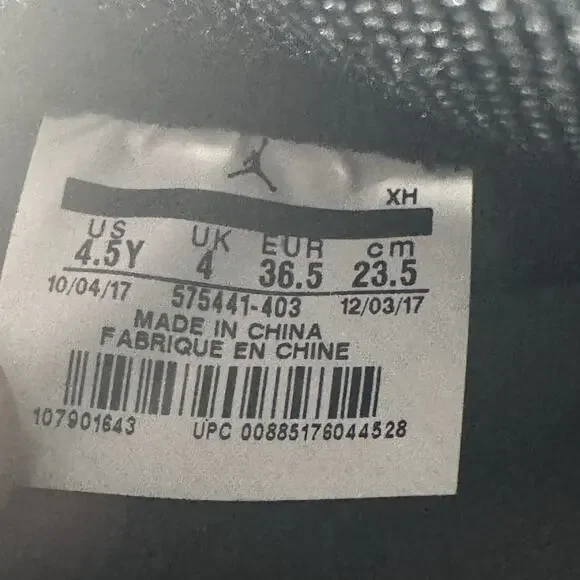 XH
US UK EUR cm
4.5Y 4 36.5 23.5
10/04/17 575441-403 12/03/17
MADE IN CHINA
FABRIQUE EN CHINE
107901643 UPC 00885176044528